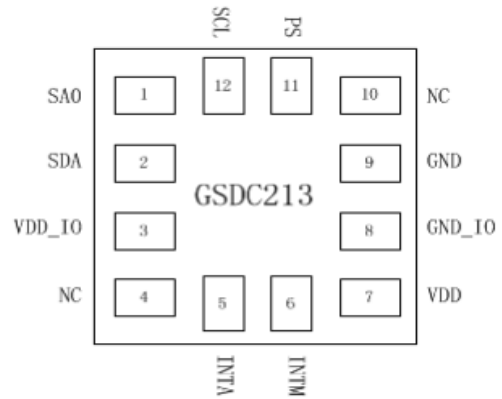 SCL PS
SA0 1 12 11 10 NC
SDA 2 9 GND
GSDC213
VDD_IO 3 8 GND_IO
NC 4 5 6 7 VDD
INTA INTM